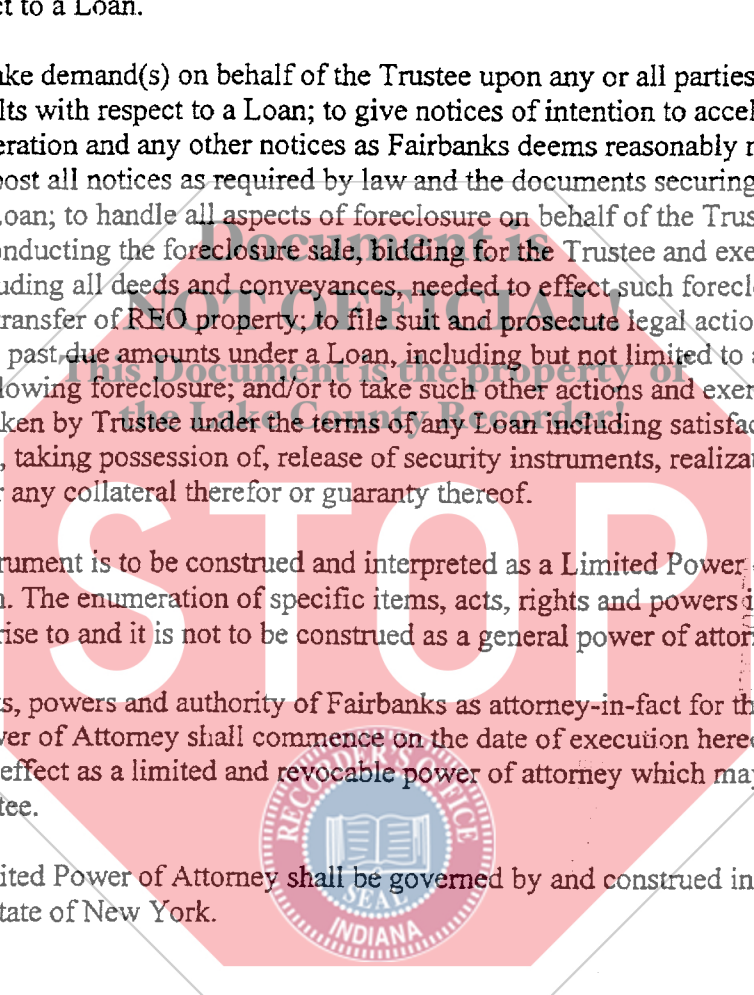 ct to a Loan.
ake demand(s) on behalf of the Trustee upon any or all parties
lts with respect to a Loan; to give notices of intention to accel
eration and any other notices as Fairbanks deems reasonably
post all notices as required by law and the documents securing
Loan; to handle all aspects of foreclosure on behalf of the Trus
nducting the foreclosure sale, bidding for the Trustee and exe
uding all deeds and conveyances, needed to effect such forecl
transfer of REO property; to file suit and prosecute legal actio
past due amounts under a Loan, including but not limited to
lowing foreclosure; and/or to take such other actions and exer
ken by Trustee under the terms of any Loan including satisfac
, taking possession of, release of security instruments, realiza
r any collateral therefor or guaranty thereof.
rument is to be construed and interpreted as a Limited Power
n. The enumeration of specific items, acts, rights and powers i
rise to and it is not to be construed as a general power of attor
s, powers and authority of Fairbanks as attorney-in-fact for th
ver of Attorney shall commence on the date of execution here
effect as a limited and revocable power of attorney which may
tee.
ited Power of Attorney shall be governed by and construed in
tate of New York.
Document is
NOT OFFICIAL!
This Document is the property of
the Lake County Recorder!
STOP
RECORDER'S OFFICE
SEAL
INDIANA